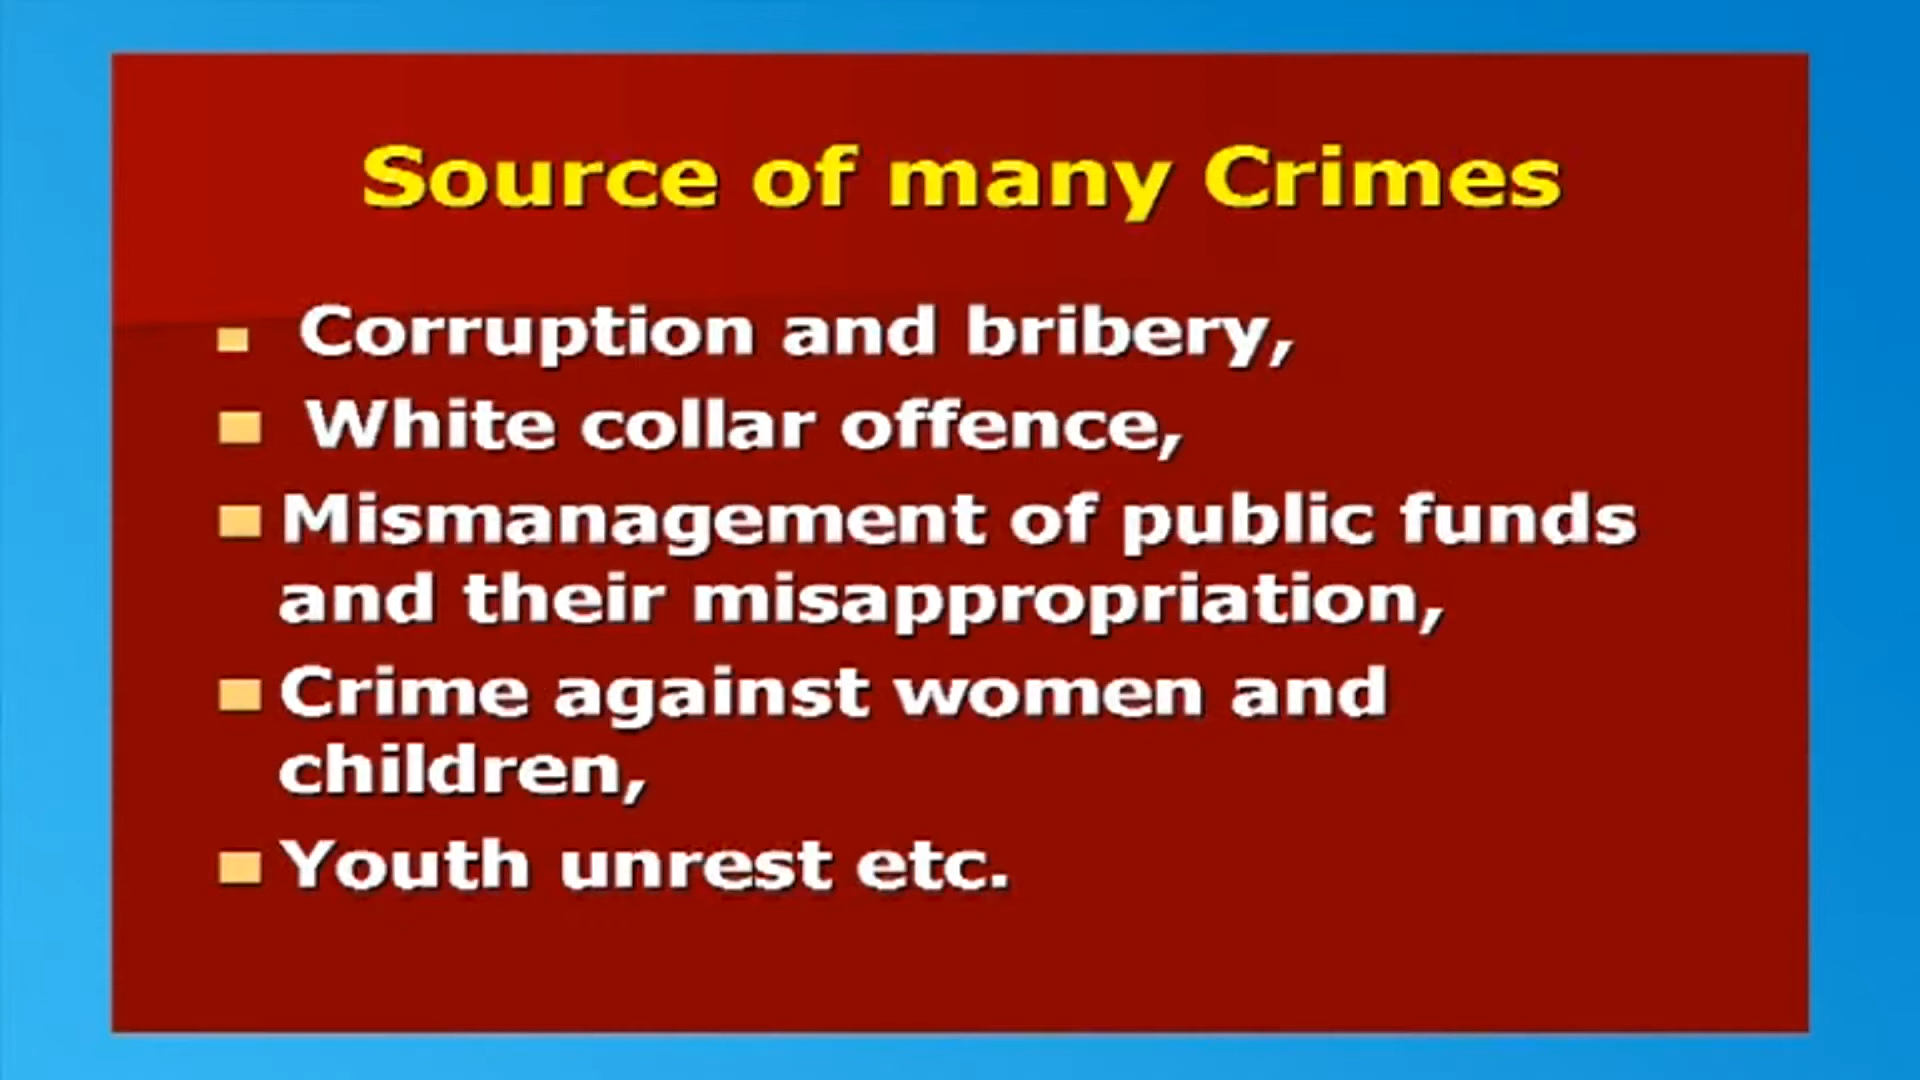 Source of many Crimes
Corruption and bribery,
White collar offence,
Mismanagement of public funds
and their misappropriation,
Crime against women and
children,
Youth unrest etc.